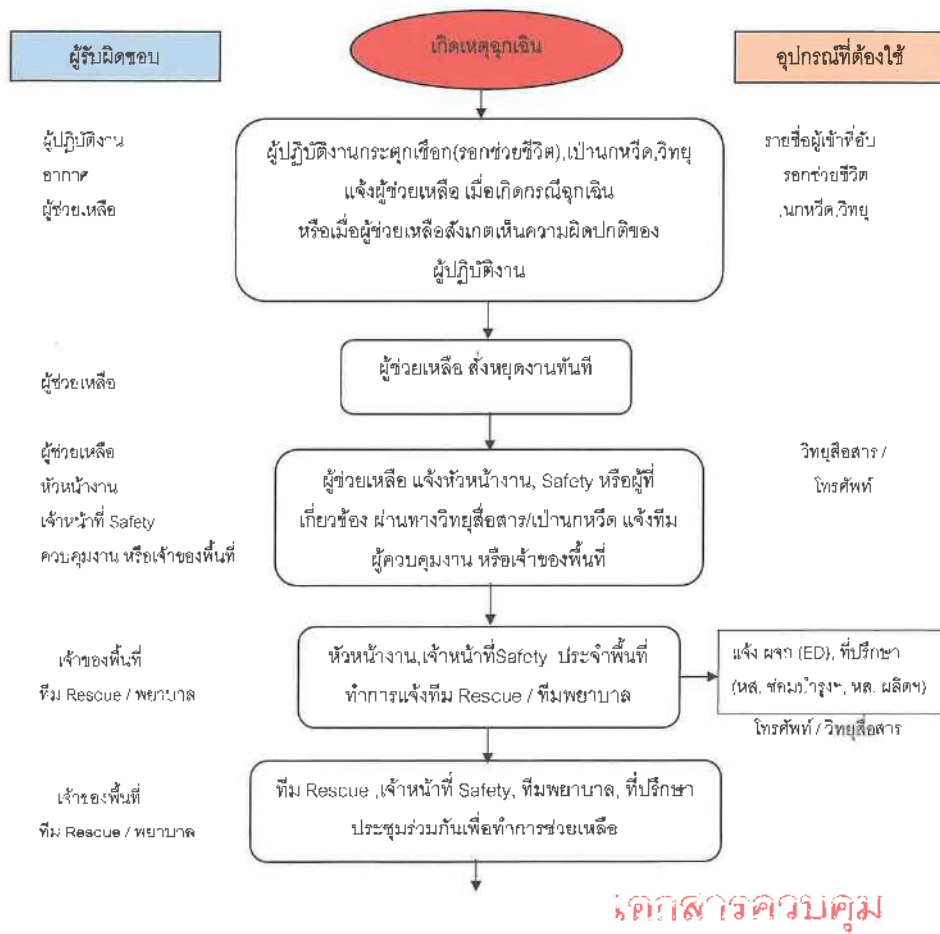 ผู้รับผิดชอบ
เกิดเหตุฉุกเฉิน
อุปกรณ์ที่ต้องใช้
ผู้ปฏิบัติงาน
อากาศ
ผู้ช่วยเหลือ
ผู้ปฏิบัติงานกระตุกเชือก(รอกช่วยชีวิต),เป่านกหวีด,วิทยุ
แจ้งผู้ช่วยเหลือ เมื่อเกิดกรณีฉุกเฉิน
หรือเมื่อผู้ช่วยเหลือสังเกตเห็นความผิดปกติของ
ผู้ปฏิบัติงาน
รายชื่อผู้เข้าที่อับ
รอกช่วยชีวิต
,นกหวีด,วิทยุ
ผู้ช่วยเหลือ
ผู้ช่วยเหลือ สั่งหยุดงานทันที
ผู้ช่วยเหลือ
หัวหน้างาน
เจ้าหน้าที่ Safety
ควบคุมงาน หรือเจ้าของพื้นที่
ผู้ช่วยเหลือ แจ้งหัวหน้างาน, Safety หรือผู้ที่
เกี่ยวข้อง ผ่านทางวิทยุสื่อสาร/เป่านกหวีด แจ้งทีม
ผู้ควบคุมงาน หรือเจ้าของพื้นที่
วิทยุสื่อสาร /
โทรศัพท์
เจ้าของพื้นที่
ทีม Rescue / พยาบาล
หัวหน้างาน,เจ้าหน้าที่Safety ประจำพื้นที่
ทำการแจ้งทีม Rescue / ทีมพยาบาล
แจ้ง ผจก (ED), ที่ปรึกษา
(หส. ซ่อมบำรุงฯ, หส. ผลิตฯ)
โทรศัพท์ / วิทยุสื่อสาร
เจ้าของพื้นที่
ทีม Rescue / พยาบาล
ทีม Rescue ,เจ้าหน้าที่ Safety, ทีมพยาบาล, ที่ปรึกษา
ประชุมร่วมกันเพื่อทำการช่วยเหลือ
เอกสารควบคุม